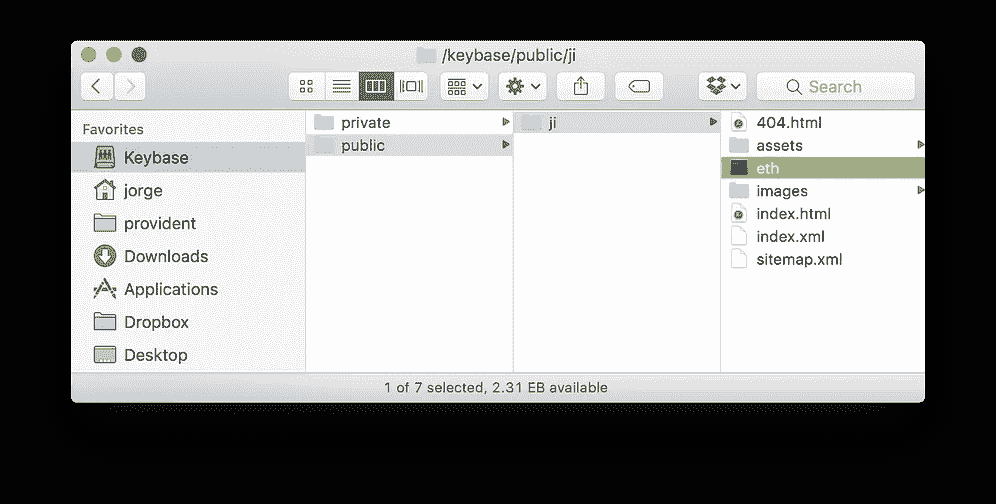 /keybase/public/ji
Search
Favorites
Keybase
jorge
provident
Downloads
Applications
Dropbox
Desktop
private
public
ji
404.html
assets
eth
images
index.html
index.xml
sitemap.xml
1 of 7 selected, 2.31 EB available